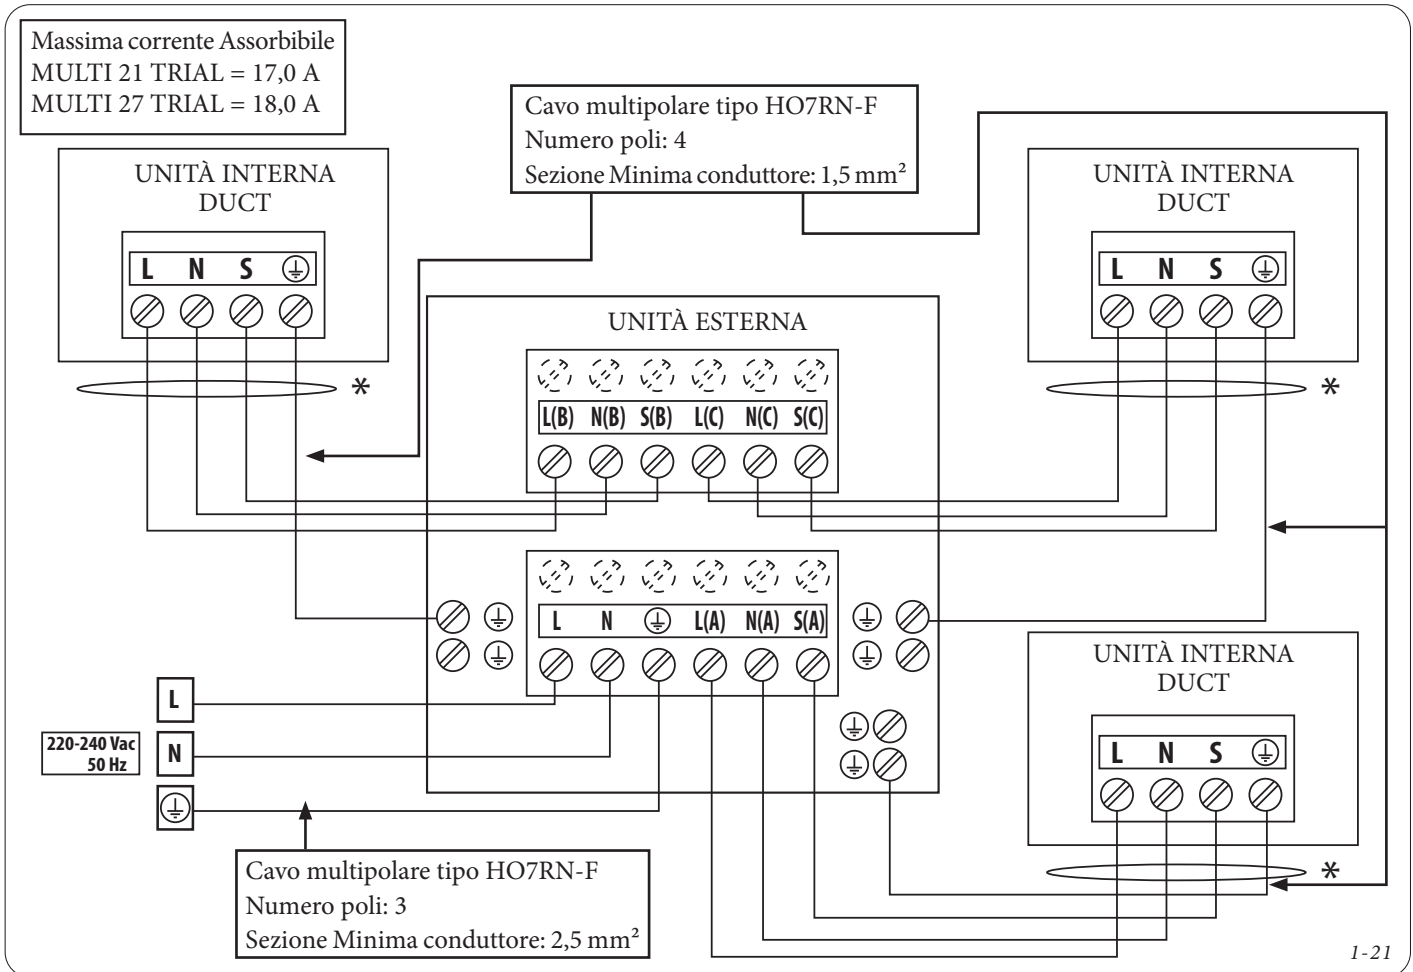 Massima corrente Assorbibile
MULTI 21 TRIAL = 17,0 A
MULTI 27 TRIAL = 18,0 A
Cavo multipolare tipo HO7RN-F
Numero poli: 4
Sezione Minima conduttore: 1,5 mm²
UNITÀ INTERNA
DUCT
L N S
*
UNITÀ INTERNA
DUCT
L N S
*
UNITÀ ESTERNA
L(B) N(B) S(B) L(C) N(C) S(C)
L N L(A) N(A) S(A)
UNITÀ INTERNA
DUCT
L N S
*
L
220-240 Vac
50 Hz
N
Cavo multipolare tipo HO7RN-F
Numero poli: 3
Sezione Minima conduttore: 2,5 mm²
1-21